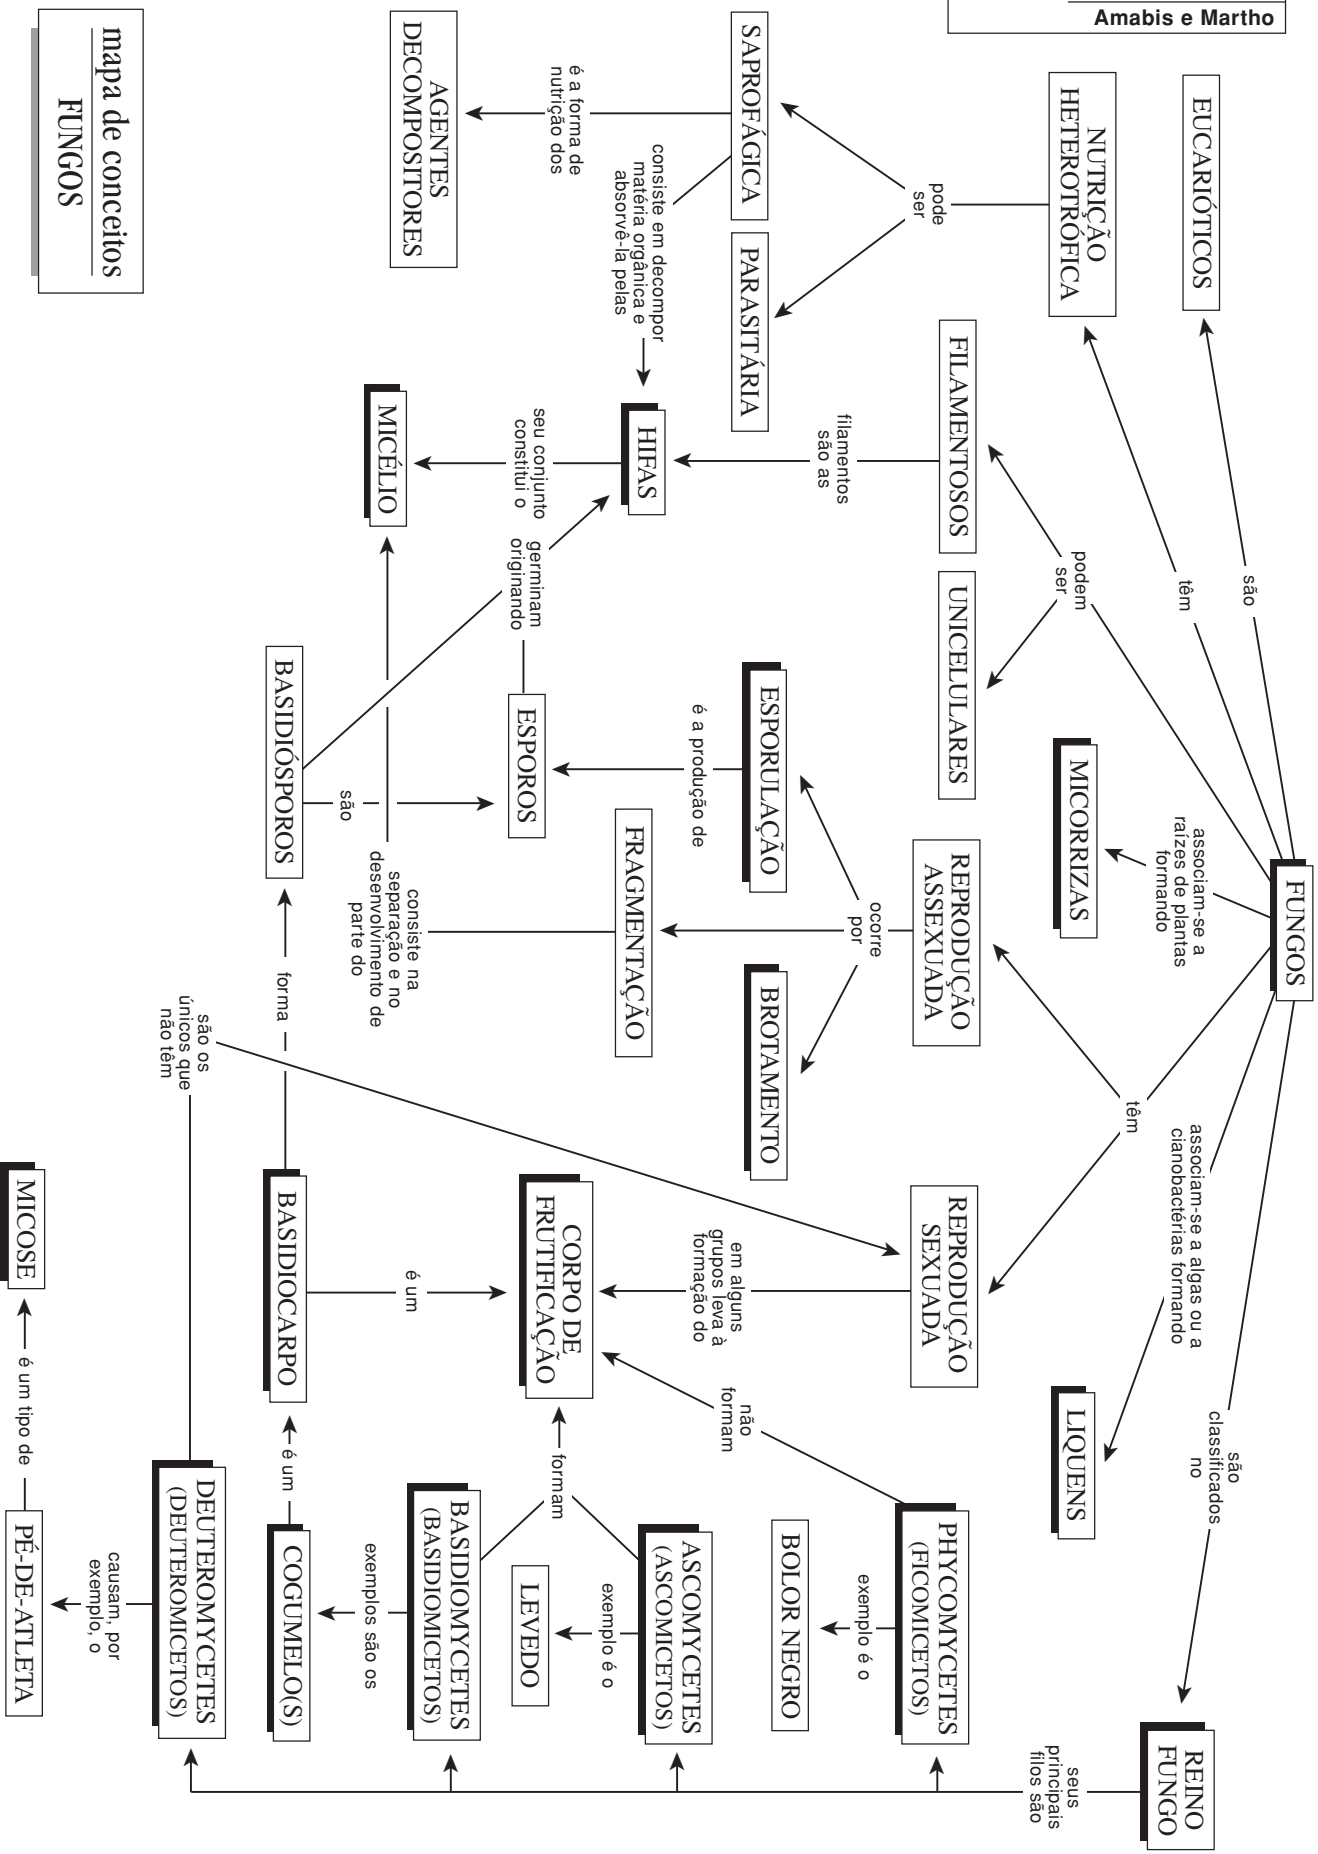 Amabis e Martho
mapa de conceitos
FUNGOS
FUNGOS
são
EUCARIÓTICOS
têm
NUTRIÇÃO
HETEROTRÓFICA
pode
ser
SAPROFÁGICA
PARASITÁRIA
é a forma de
nutrição dos
AGENTES
DECOMPOSITORES
consiste em decompor
matéria orgânica e
absorvê-la pelas
podem
ser
FILAMENTOSOS
UNICELULARES
filamentos
são as
HIFAS
seu conjunto
constitui o
MICÉLIO
germinam
originando
associam-se a
raízes de plantas
formando
MICORRIZAS
têm
REPRODUÇÃO
ASSEXUADA
ocorre
por
ESPORULAÇÃO
FRAGMENTAÇÃO
BROTAMENTO
é a produção de
ESPOROS
consiste na
separação e no
desenvolvimento de
parte do
são
BASIDIÓSPOROS
forma
REPRODUÇÃO
SEXUADA
em alguns
grupos leva à
formação do
CORPO DE
FRUTIFICAÇÃO
é um
BASIDIOCARPO
são os
únicos que
não têm
associam-se a algas ou a
cianobactérias formando
LIQUENS
são
classificados
no
REINO
FUNGO
seus
principais
filos são
PHYCOMYCETES
(FICOMICETOS)
não
formam
exemplo é o
BOLOR NEGRO
ASCOMYCETES
(ASCOMICETOS)
exemplo é o
LEVEDO
formam
BASIDIOMYCETES
(BASIDIOMICETOS)
exemplos são os
COGUMELO(S)
é um
DEUTEROMYCETES
(DEUTEROMICETOS)
causam, por
exemplo, o
PÉ-DE-ATLETA
é um tipo de
MICOSE